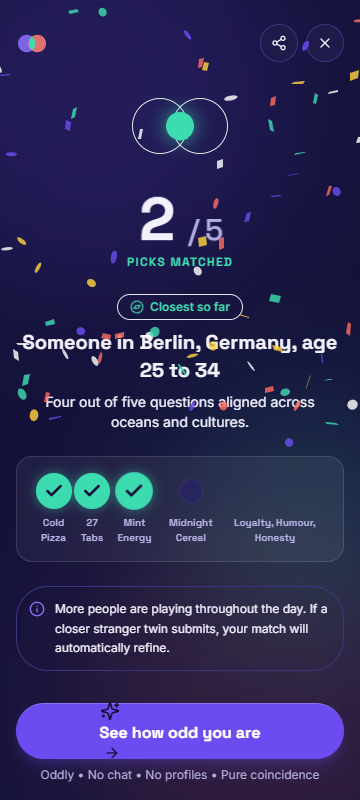 2 /5
PICKS MATCHED
Closest so far
Someone in Berlin, Germany, age
25 to 34
Four out of five questions aligned across
oceans and cultures.
Cold Pizza
27 Tabs
Mint Energy
Midnight Cereal
Loyalty, Humour, Honesty
More people are playing throughout the day. If a
closer stranger twin submits, your match will
automatically refine.
See how odd you are
Oddly • No chat • No profiles • Pure coincidence